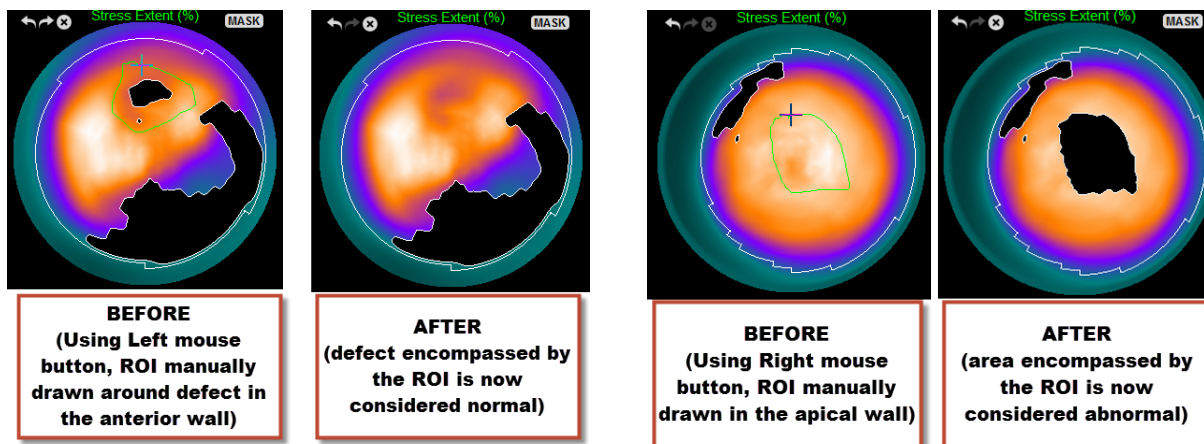 Stress Extent (%)
MASK
Stress Extent (%)
MASK
Stress Extent (%)
MASK
Stress Extent (%)
MASK
BEFORE
(Using Left mouse
button, ROI manually
drawn around defect in
the anterior wall)
AFTER
(defect encompassed by
the ROI is now
considered normal)
BEFORE
(Using Right mouse
button, ROI manually
drawn in the apical wall)
AFTER
(area encompassed by
the ROI is now
considered abnormal)